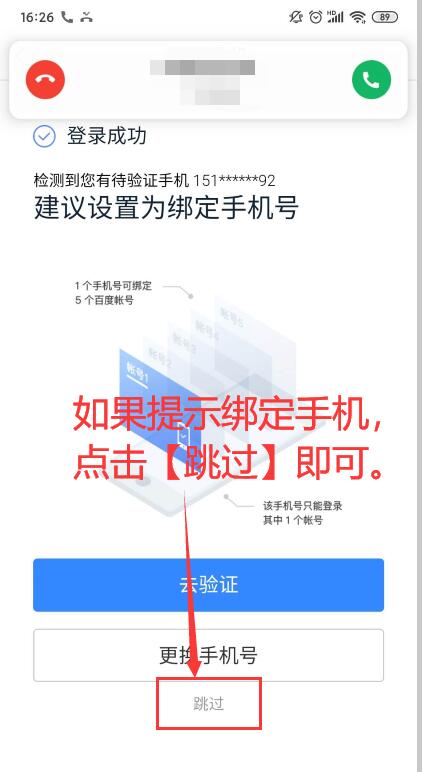 16:26
HD
89
登录成功
检测到您有待验证手机 151******92
建议设置为绑定手机号
1 个手机号可绑定
5 个百度帐号
帐号5
帐号4
帐号3
帐号2
帐号1
如果提示绑定手机，
点击【跳过】即可。
该手机号只能登录
其中 1 个帐号
去验证
更换手机号
跳过